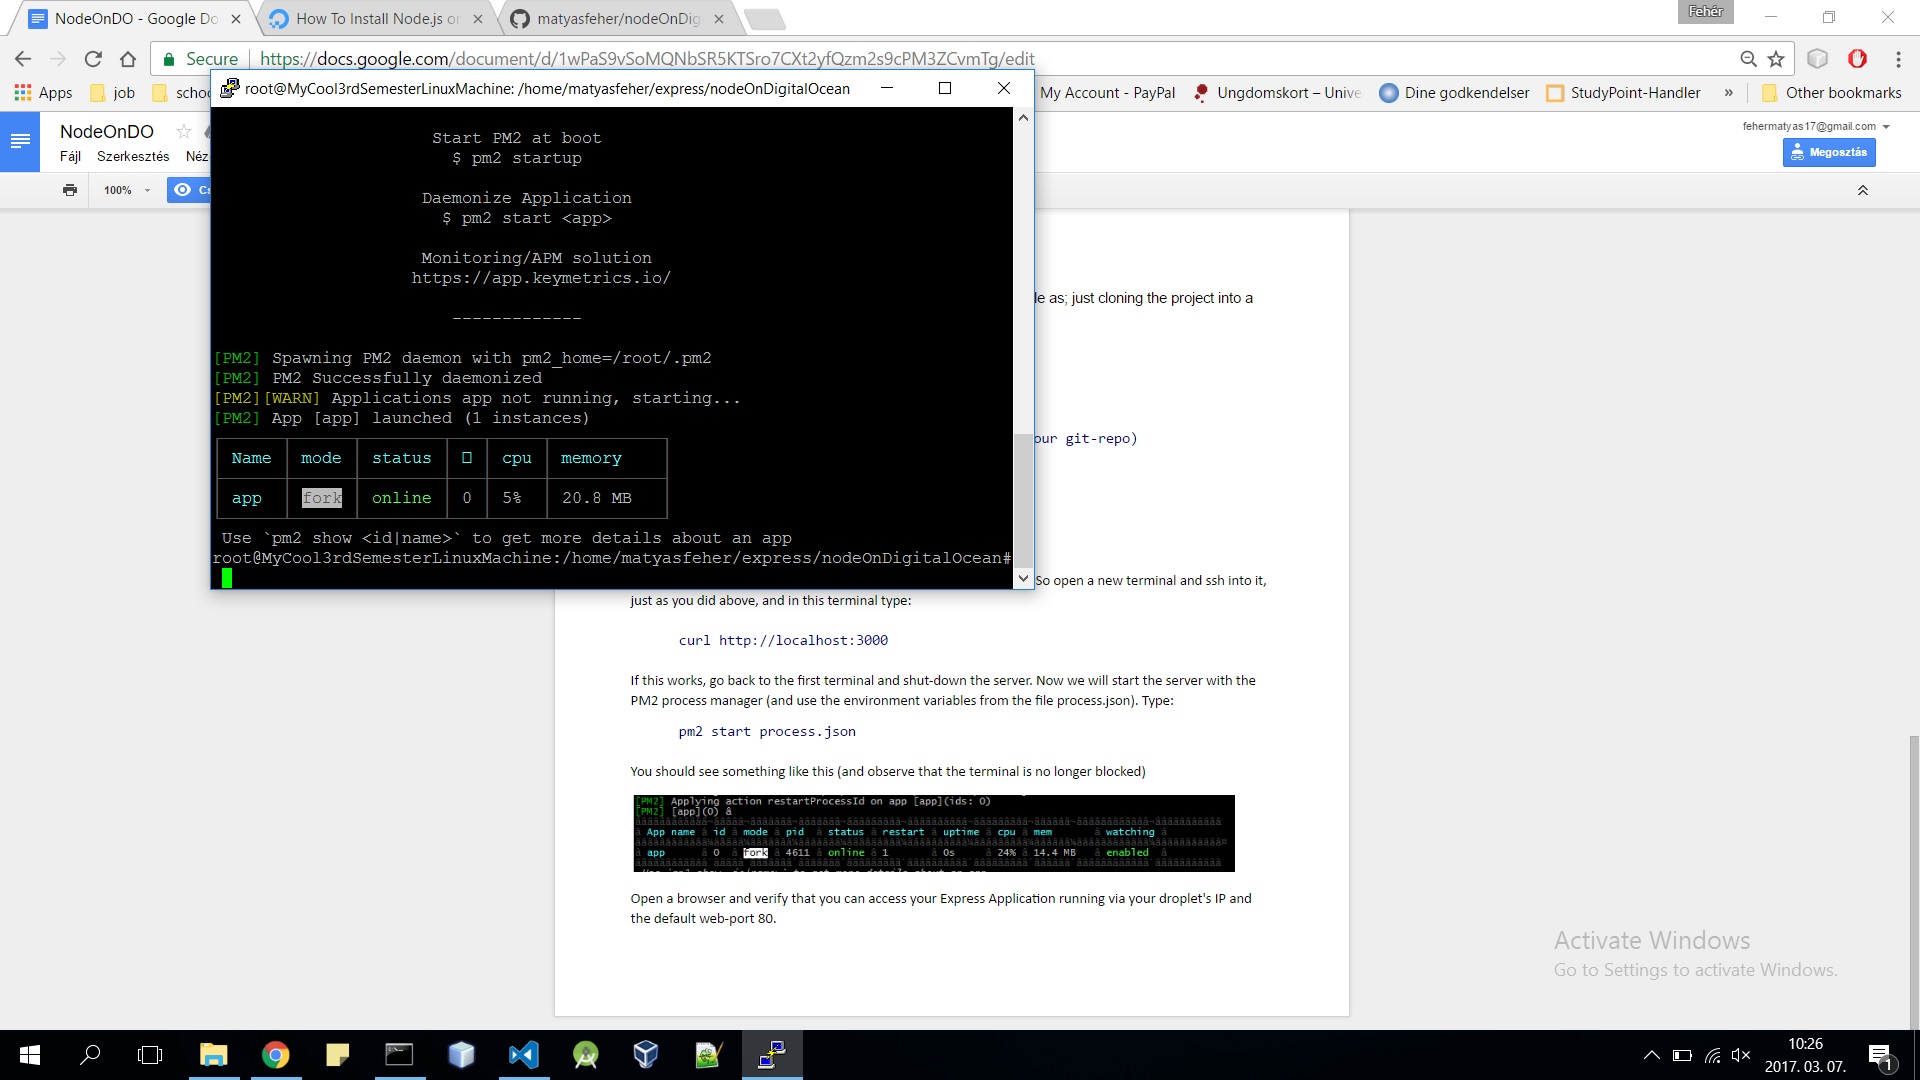 NodeOnDO - Google Do
How To Install Node.js or
matyasfeher/nodeOnDig
Fehér
Secure
https://docs.google.com/document/d/1wPaS9vSoMQNbSR5KTSro7CXt2yfQzm2s9cPM3ZCvmTg/edit
Apps
job
schoo
My Account - PayPal
Ungdomskort – Unive
Dine godkendelser
StudyPoint-Handler
»
Other bookmarks
root@MyCool3rdSemesterLinuxMachine: /home/matyasfeher/express/nodeOnDigitalOcean
NodeOnDO
fehermatyas17@gmail.com
Fájl Szerkesztés Néz
Megosztás
100%
Cs
Start PM2 at boot
$ pm2 startup
Daemonize Application
$ pm2 start <app>
Monitoring/APM solution
https://app.keymetrics.io/
-------------
[PM2] Spawning PM2 daemon with pm2_home=/root/.pm2
[PM2] PM2 Successfully daemonized
[PM2][WARN] Applications app not running, starting...
[PM2] App [app] launched (1 instances)
Name mode status cpu memory
app fork online 0 5% 20.8 MB
Use `pm2 show <id|name>` to get more details about an app
root@MyCool3rdSemesterLinuxMachine:/home/matyasfeher/express/nodeOnDigitalOcean#
le as; just cloning the project into a
our git-repo)
So open a new terminal and ssh into it,
just as you did above, and in this terminal type:
curl http://localhost:3000
If this works, go back to the first terminal and shut-down the server. Now we will start the server with the
PM2 process manager (and use the environment variables from the file process.json). Type:
pm2 start process.json
You should see something like this (and observe that the terminal is no longer blocked)
[PM2] Applying action restartProcessId on app [app](ids: 0)
[PM2] [app](0) â
â App name â id â mode â pid â status â restart â uptime â cpu â mem â watching â
â app â 0 â fork â 4611 â online â 1 â 0s â 24% â 14.4 MB â enabled â
Open a browser and verify that you can access your Express Application running via your droplet's IP and
the default web-port 80.
Activate Windows
Go to Settings to activate Windows.
10:26
2017. 03. 07.
1